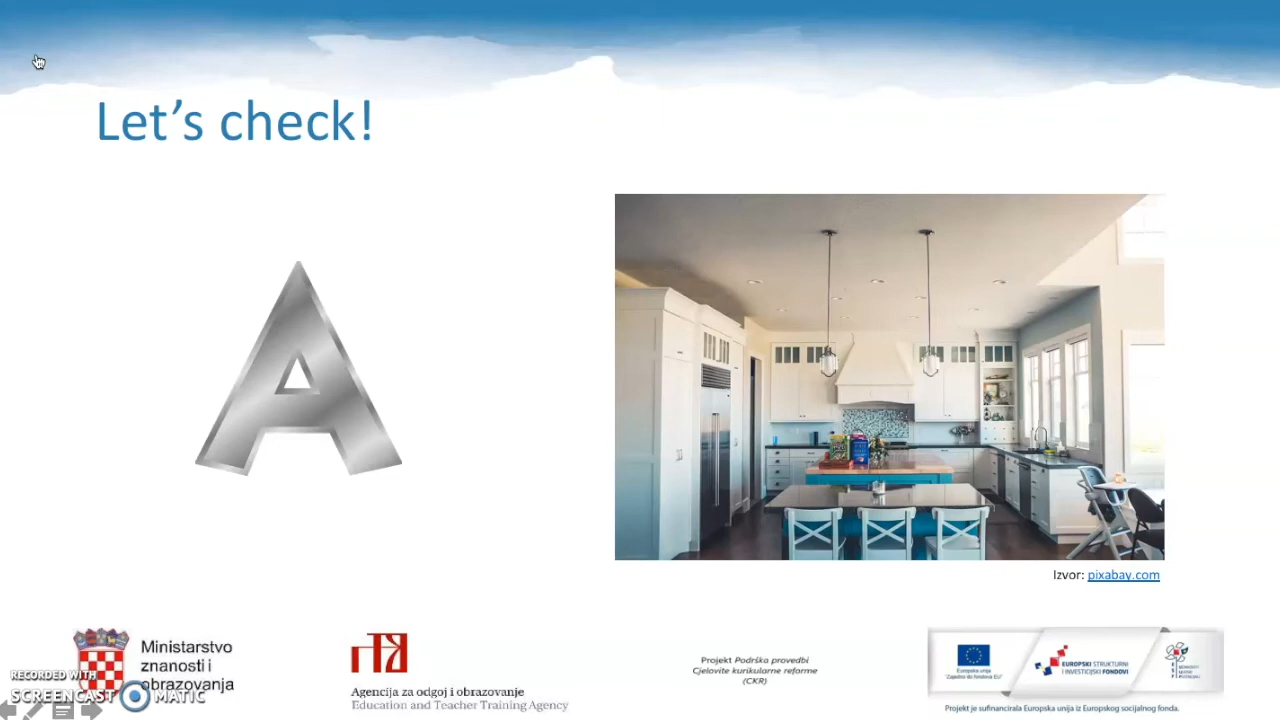 Let's check!
A
Izvor: pixabay.com
Ministarstvo
znanosti i
obrazovanja
RECORDED WITH
SCREENCAST MATIC
Agencija za odgoj i obrazovanje
Education and Teacher Training Agency
Projekt Podrška provedbi
Cjelovite kurikularne reforme
(CKR)
Europska unija
"Zajedno do fondova EU"
EUROPSKI STRUKTURNI
I INVESTICIJSKI FONDOVI
Projekt je sufinancirala Europska unija iz Europskog socijalnog fonda.